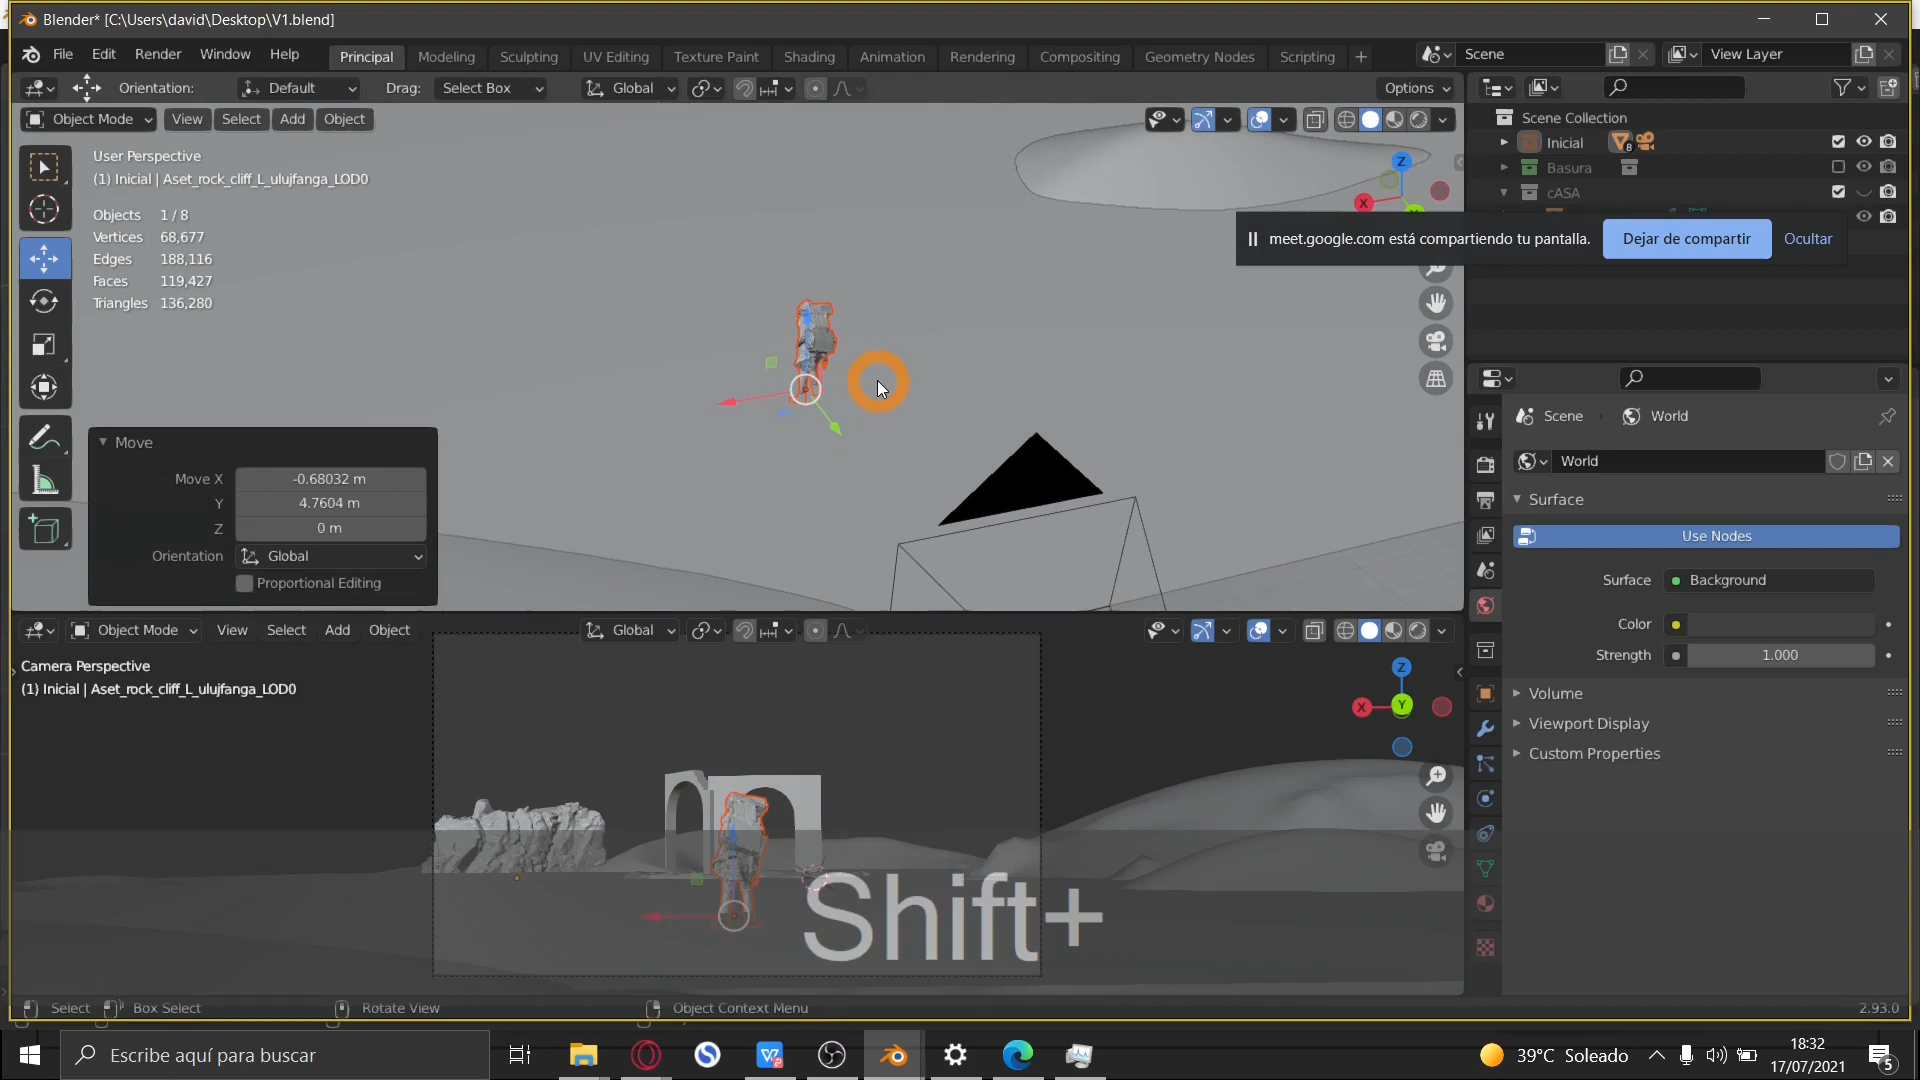 Blender* [C:\Users\david\Desktop\V1.blend]
File Edit Render Window Help Principal Modeling Sculpting UV Editing Texture Paint Shading Animation Rendering Compositing Geometry Nodes Scripting + Scene View Layer
Orientation: Default Drag: Select Box Global Options
Object Mode View Select Add Object
Scene Collection
Inicial 8
Basura
cASA
User Perspective
(1) Inicial | Aset_rock_cliff_L_ulujfanga_LOD0
Objects 1/8
Vertices 68,677
Edges 188,116
Faces 119,427
Triangles 136,280
Z
X
meet.google.com está compartiendo tu pantalla. Dejar de compartir Ocultar
Move
Move X -0.68032 m
Y 4.7604 m
Z 0 m
Orientation Global
Proportional Editing
Scene World
World
Surface
Use Nodes
Surface Background
Color
Strength 1.000
Volume
Viewport Display
Custom Properties
Object Mode View Select Add Object Global
Camera Perspective
(1) Inicial | Aset_rock_cliff_L_ulujfanga_LOD0
Z
X Y
Shift+
Select Box Select Rotate View Object Context Menu 2.93.0
Escribe aquí para buscar
39°C Soleado
18:32
17/07/2021
5